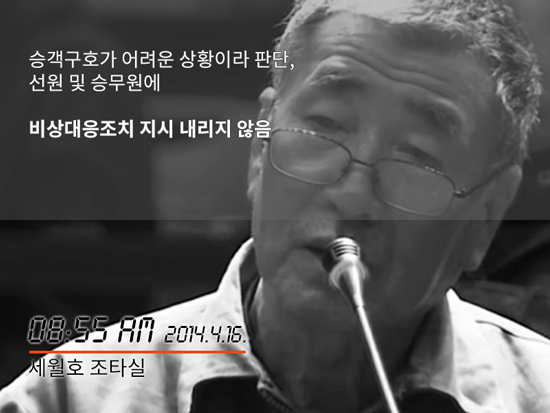 승객구호가 어려운 상황이라 판단,
선원 및 승무원에
비상대응조치 지시 내리지 않음
08:55 AM 2014.4.16.
세월호 조타실